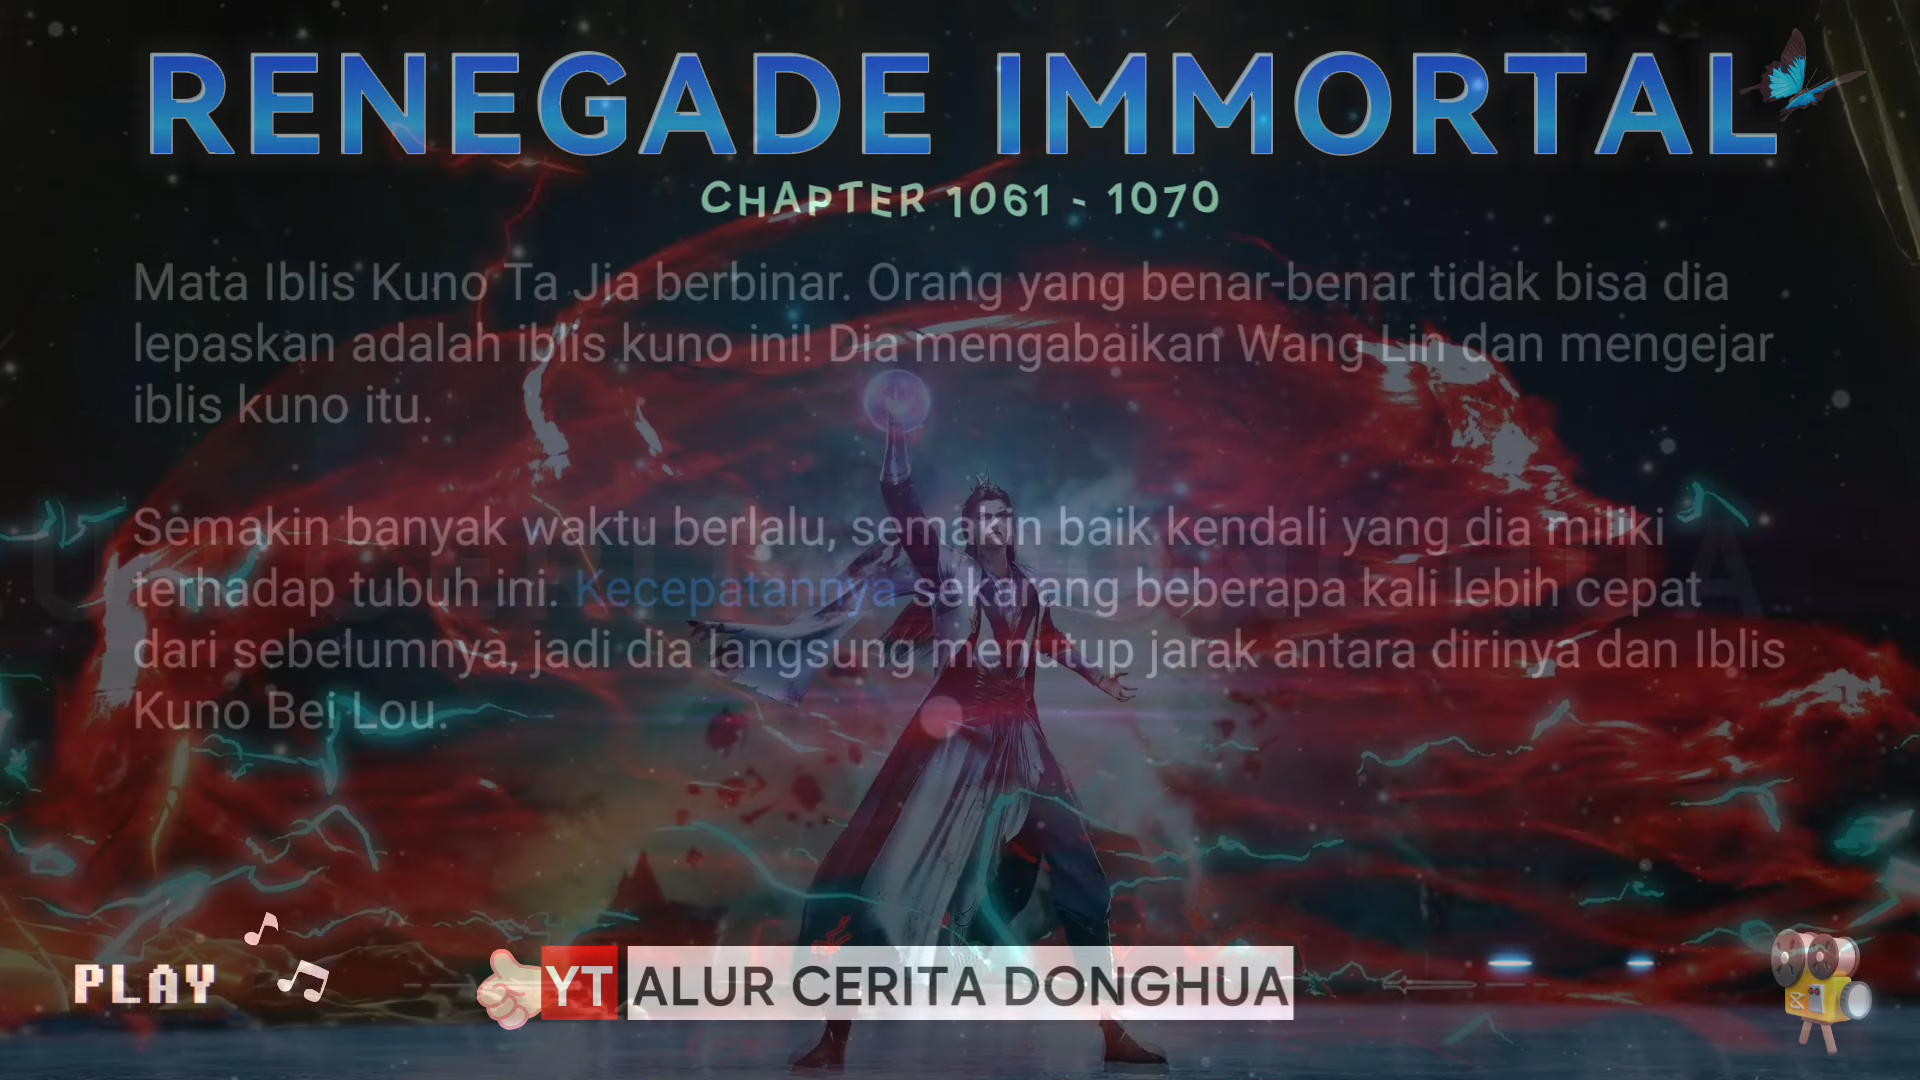 RENEGADE IMMORTAL
CHAPTER 1061 - 1070
Mata Iblis Kuno Ta Jia berbinar. Orang yang benar-benar tidak bisa dia
lepaskan adalah iblis kuno ini! Dia mengabaikan Wang Lin dan mengejar
iblis kuno itu.
Semakin banyak waktu berlalu, semakin baik kendali yang dia miliki
terhadap tubuh ini. Kecepatannya sekarang beberapa kali lebih cepat
dari sebelumnya, jadi dia langsung menutup jarak antara dirinya dan Iblis
Kuno Bei Lou.
PLAY
YT ALUR CERITA DONGHUA